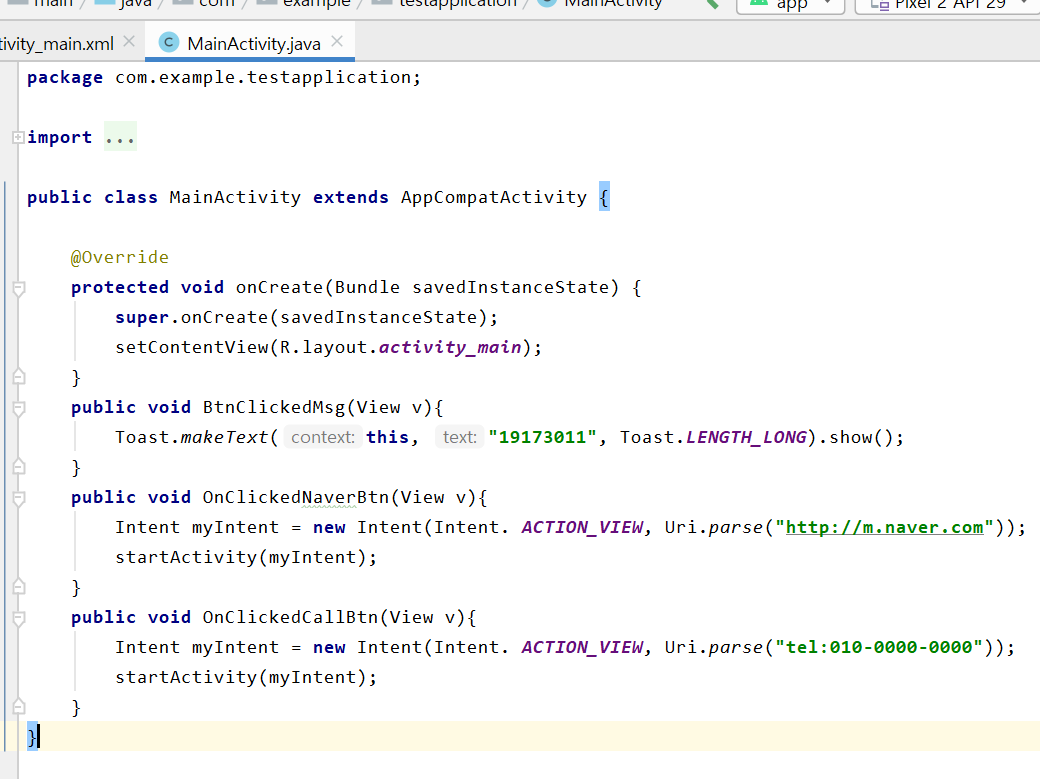 main java com example testapplication MainActivity app Pixel 2 API 29
tivity_main.xml MainActivity.java
package com.example.testapplication;
import ...
public class MainActivity extends AppCompatActivity {
@Override
protected void onCreate(Bundle savedInstanceState) {
super.onCreate(savedInstanceState);
setContentView(R.layout.activity_main);
}
public void BtnClickedMsg(View v){
Toast.makeText( context: this, text: "19173011", Toast.LENGTH_LONG).show();
}
public void OnClickedNaverBtn(View v){
Intent myIntent = new Intent(Intent. ACTION_VIEW, Uri.parse("http://m.naver.com"));
startActivity(myIntent);
}
public void OnClickedCallBtn(View v){
Intent myIntent = new Intent(Intent. ACTION_VIEW, Uri.parse("tel:010-0000-0000"));
startActivity(myIntent);
}
}